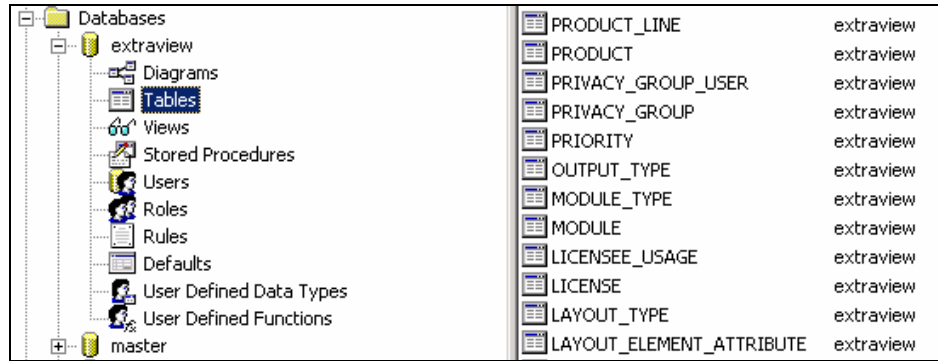 Databases
extraview
Diagrams
Tables
Views
Stored Procedures
Users
Roles
Rules
Defaults
User Defined Data Types
User Defined Functions
master
PRODUCT_LINE extraview
PRODUCT extraview
PRIVACY_GROUP_USER extraview
PRIVACY_GROUP extraview
PRIORITY extraview
OUTPUT_TYPE extraview
MODULE_TYPE extraview
MODULE extraview
LICENSEE_USAGE extraview
LICENSE extraview
LAYOUT_TYPE extraview
LAYOUT_ELEMENT_ATTRIBUTE extraview